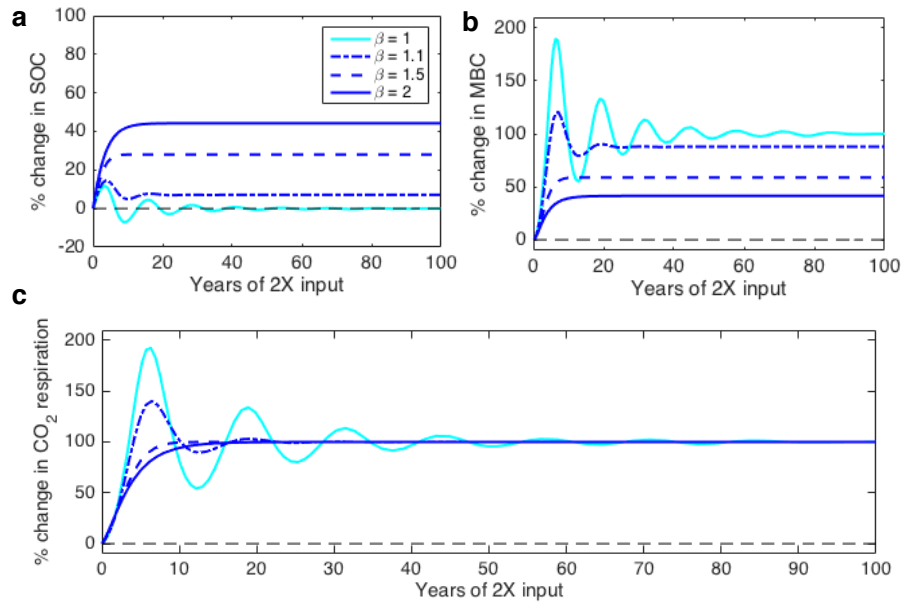 a
% change in SOC
100
80
60
40
20
0
-20
0 20 40 60 80 100
Years of 2X input
β = 1
β = 1.1
β = 1.5
β = 2
b
% change in MBC
200
150
100
50
0
0 20 40 60 80 100
Years of 2X input
c
% change in CO2 respiration
200
150
100
50
0
0 10 20 30 40 50 60 70 80 90 100
Years of 2X input